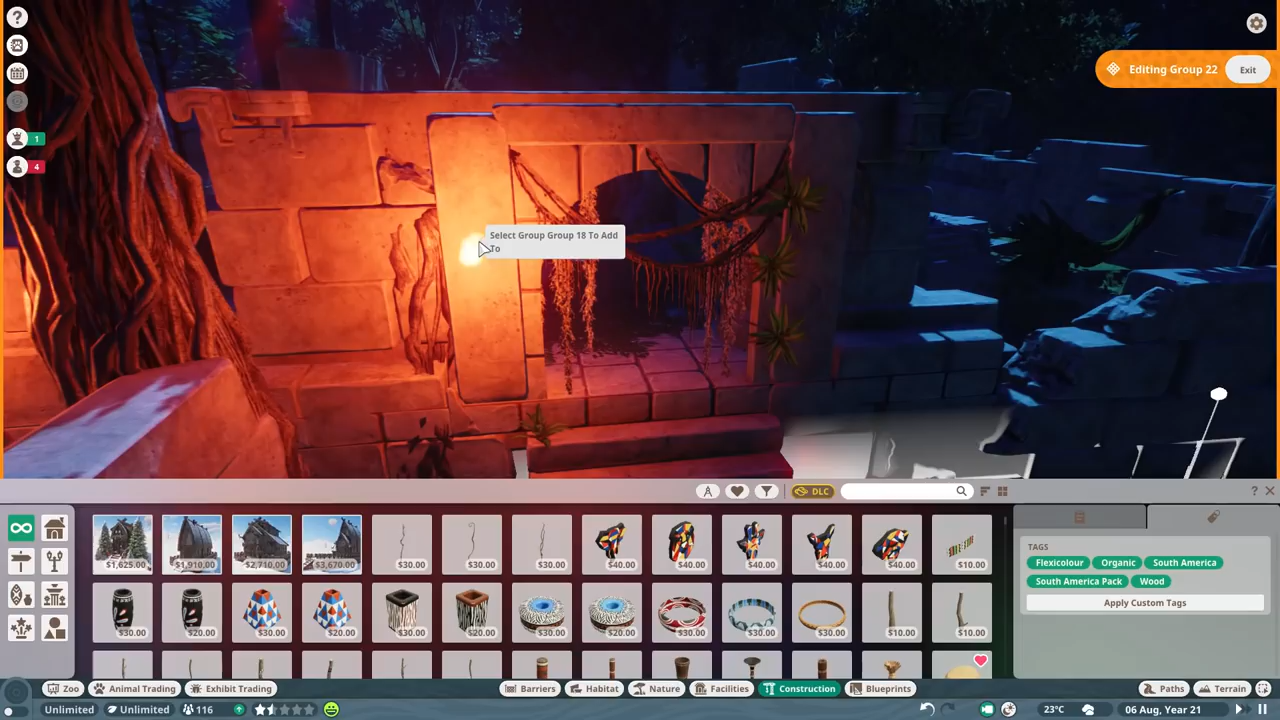 ?
Editing Group 22
Exit
1
4
Select Group Group 18 To Add
To
DLC
?
$1,625.00
$1,910.00
$2,710.00
$3,670.00
$30.00
$30.00
$30.00
$40.00
$40.00
$40.00
$40.00
$40.00
$10.00
$30.00
$20.00
$30.00
$20.00
$30.00
$20.00
$30.00
$20.00
$30.00
$30.00
$30.00
$10.00
$10.00
TAGS
Flexicolour
Organic
South America
South America Pack
Wood
Apply Custom Tags
Zoo
Animal Trading
Exhibit Trading
Barriers
Habitat
Nature
Facilities
Construction
Blueprints
Paths
Terrain
Unlimited
Unlimited
116
23°C
06 Aug, Year 21